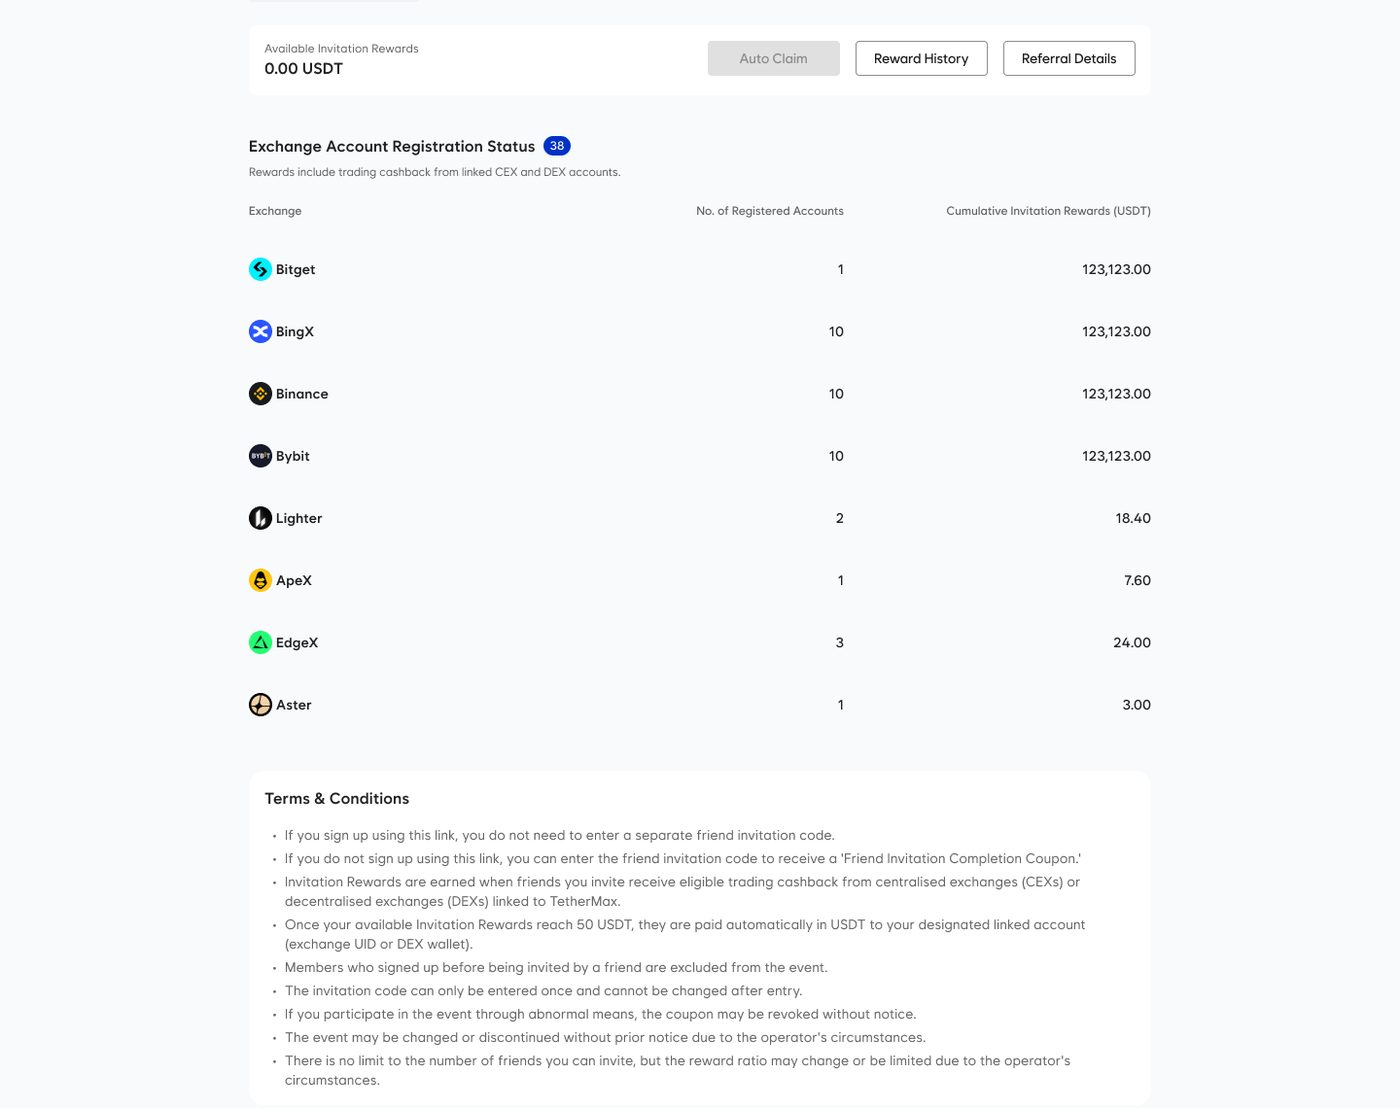 Available Invitation Rewards
0.00 USDT
Auto Claim
Reward History
Referral Details
Exchange Account Registration Status 38
Rewards include trading cashback from linked CEX and DEX accounts.
Exchange No. of Registered Accounts Cumulative Invitation Rewards (USDT)
Bitget 1 123,123.00
BingX 10 123,123.00
Binance 10 123,123.00
BYBIT Bybit 10 123,123.00
Lighter 2 18.40
ApeX 1 7.60
EdgeX 3 24.00
Aster 1 3.00
Terms & Conditions
• If you sign up using this link, you do not need to enter a separate friend invitation code.
• If you do not sign up using this link, you can enter the friend invitation code to receive a 'Friend Invitation Completion Coupon.'
• Invitation Rewards are earned when friends you invite receive eligible trading cashback from centralised exchanges (CEXs) or
decentralised exchanges (DEXs) linked to TetherMax.
• Once your available Invitation Rewards reach 50 USDT, they are paid automatically in USDT to your designated linked account
(exchange UID or DEX wallet).
• Members who signed up before being invited by a friend are excluded from the event.
• The invitation code can only be entered once and cannot be changed after entry.
• If you participate in the event through abnormal means, the coupon may be revoked without notice.
• The event may be changed or discontinued without prior notice due to the operator's circumstances.
• There is no limit to the number of friends you can invite, but the reward ratio may change or be limited due to the operator's
circumstances.